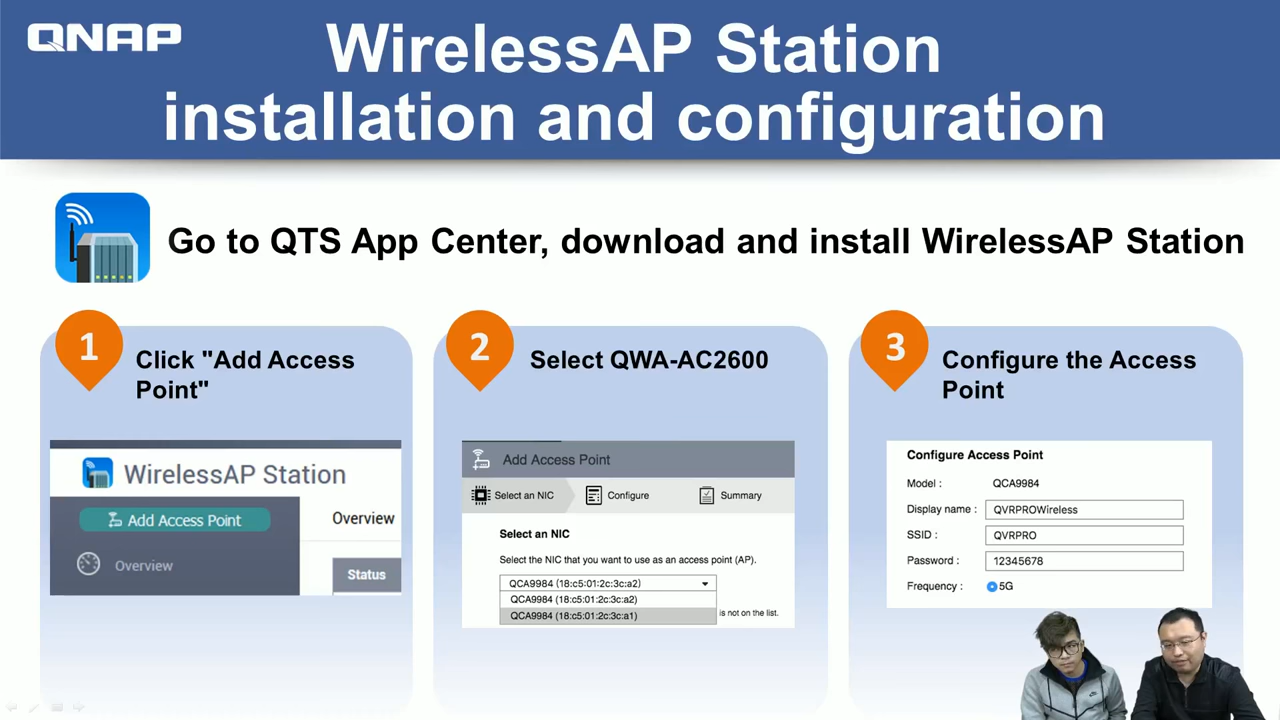 QNAP
WirelessAP Station
installation and configuration
Go to QTS App Center, download and install WirelessAP Station
1
Click "Add Access
Point"
WirelessAP Station
Add Access Point
Overview
Overview
Status
2
Select QWA-AC2600
Add Access Point
Select an NIC
Configure
Summary
Select an NIC
Select the NIC that you want to use as an access point (AP).
QCA9984 (18:c5:01:2c:3c:a2)
QCA9984 (18:c5:01:2c:3c:a2)
QCA9984 (18:c5:01:2c:3c:a1)
is not on the list.
3
Configure the Access
Point
Configure Access Point
Model : QCA9984
Display name : QVRPROWireless
SSID : QVRPRO
Password : 12345678
Frequency : 5G